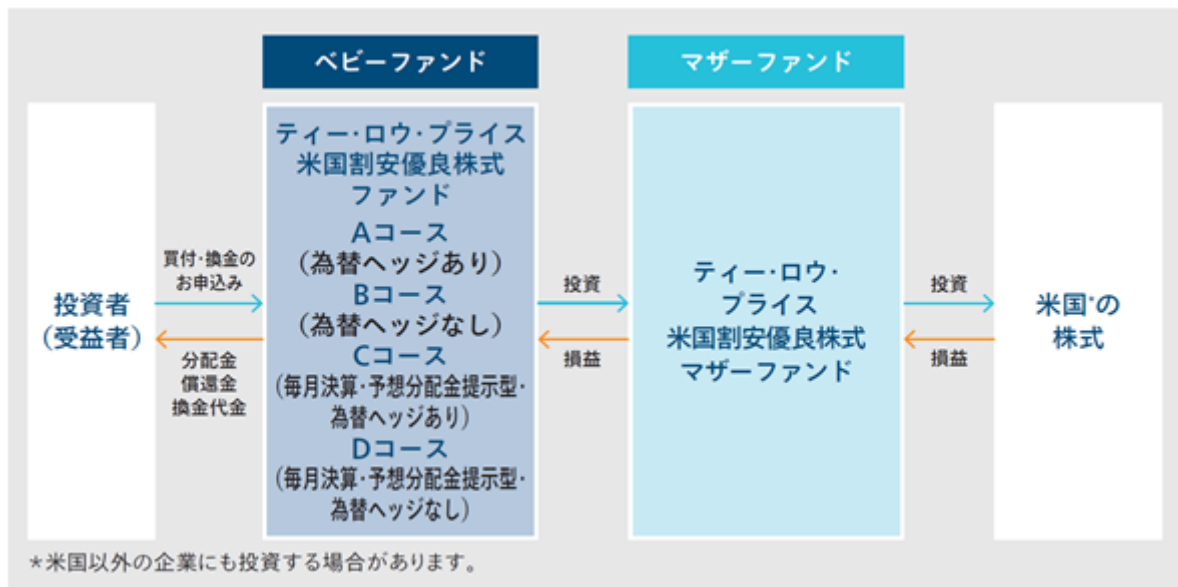 ベビーファンド
マザーファンド
投資者
(受益者)
買付・換金の
お申込み
分配金
償還金
換金代金
ティー・ロウ・プライス
米国割安優良株式
ファンド
Aコース
(為替ヘッジあり)
Bコース
(為替ヘッジなし)
Cコース
(毎月決算・予想分配金提示型・
為替ヘッジあり)
Dコース
(毎月決算・予想分配金提示型・
為替ヘッジなし)
投資
損益
ティー・ロウ・
プライス
米国割安優良株式
マザーファンド
投資
損益
米国*の
株式
*米国以外の企業にも投資する場合があります。